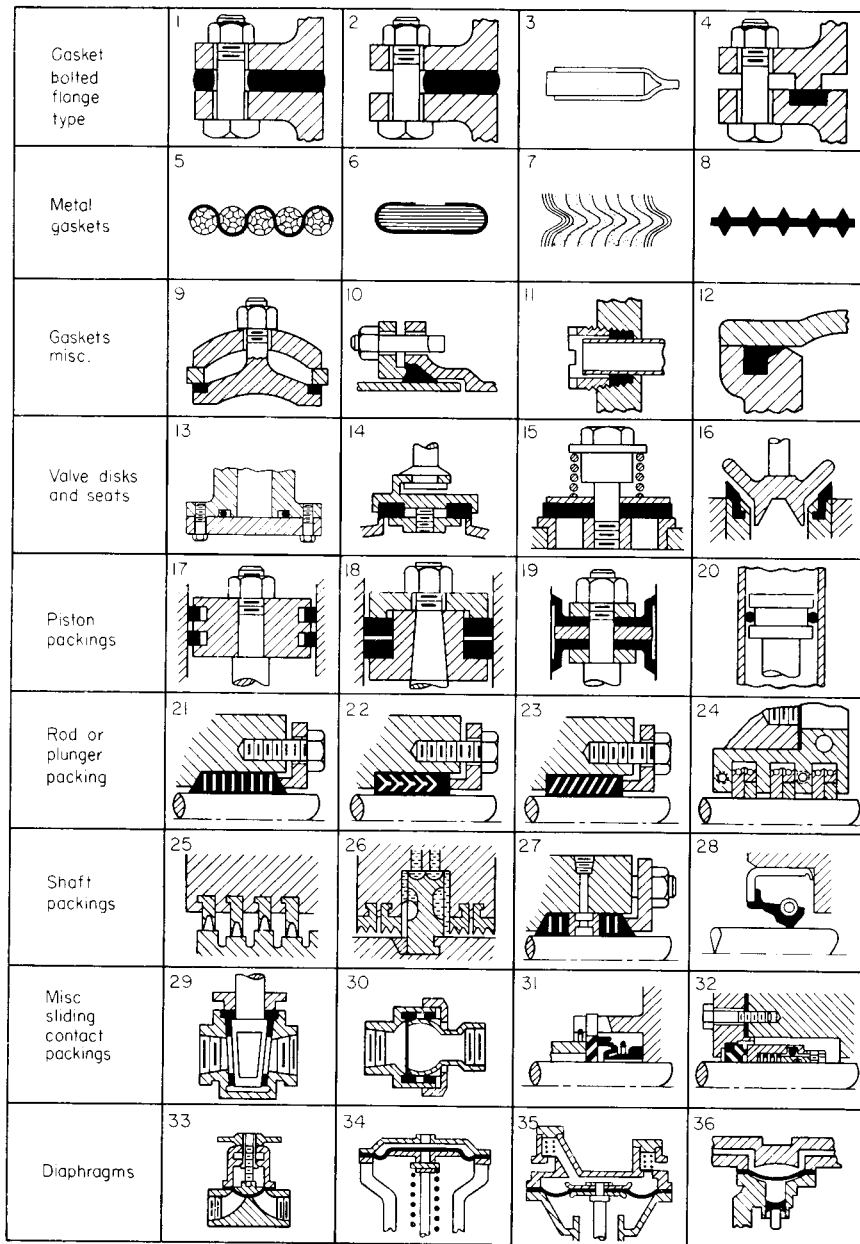 Gasket
bolted
flange
type
1
2
3
4
Metal
gaskets
5
6
7
8
Gaskets
misc.
9
10
11
12
Valve disks
and seats
13
14
15
16
Piston
packings
17
18
19
20
Rod or
plunger
packing
21
22
23
24
Shaft
packings
25
26
27
28
Misc
sliding
contact
packings
29
30
31
32
Diaphragms
33
34
35
36